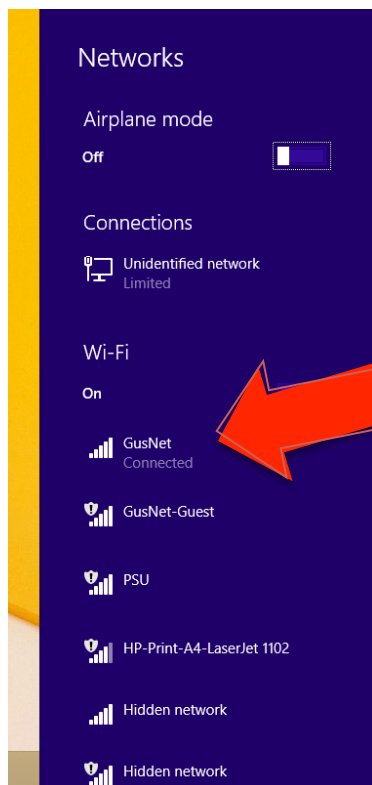 Networks
Airplane mode
Off
Connections
Unidentified network
Limited
Wi-Fi
On
GusNet
Connected
GusNet-Guest
PSU
HP-Print-A4-LaserJet 1102
Hidden network
Hidden network